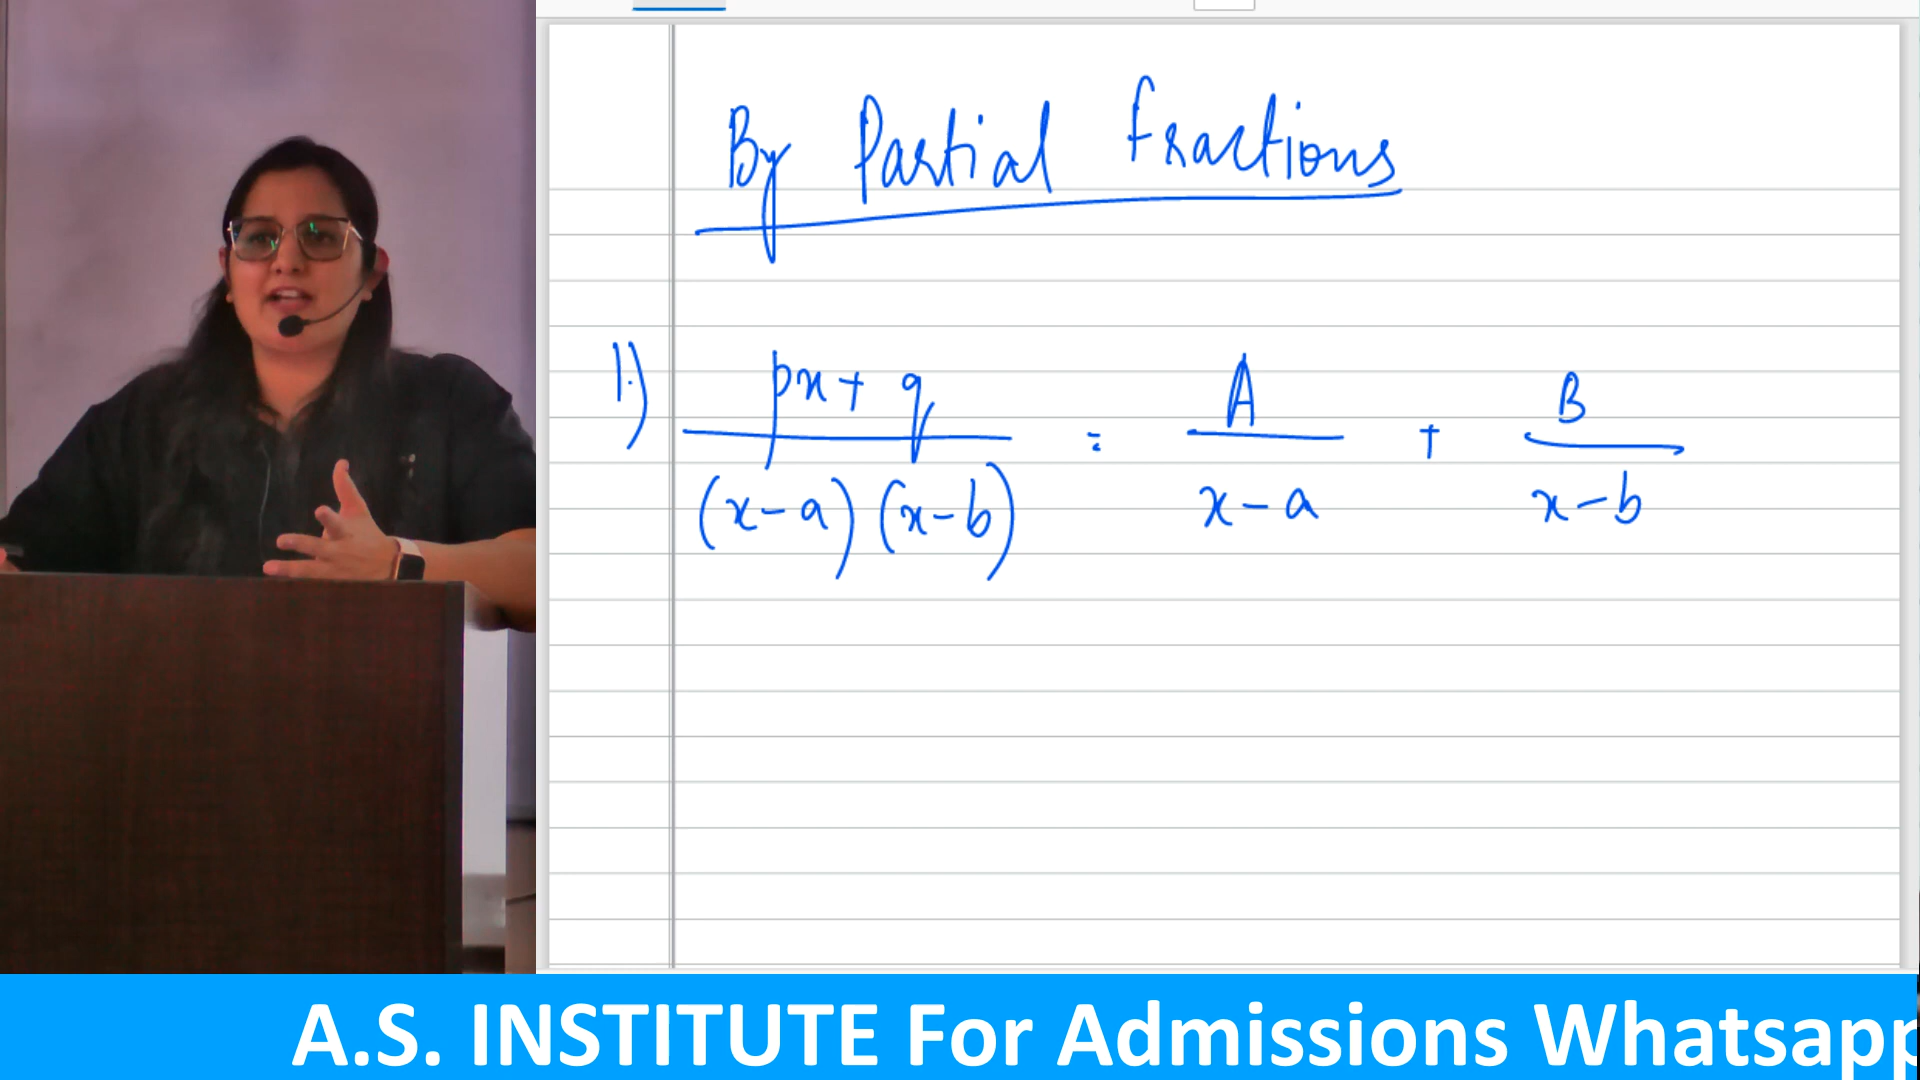 By Partial Fractions
1.) px + q / (x - a) (x - b) = A / x - a + B / x - b
A.S. INSTITUTE For Admissions Whatsapp